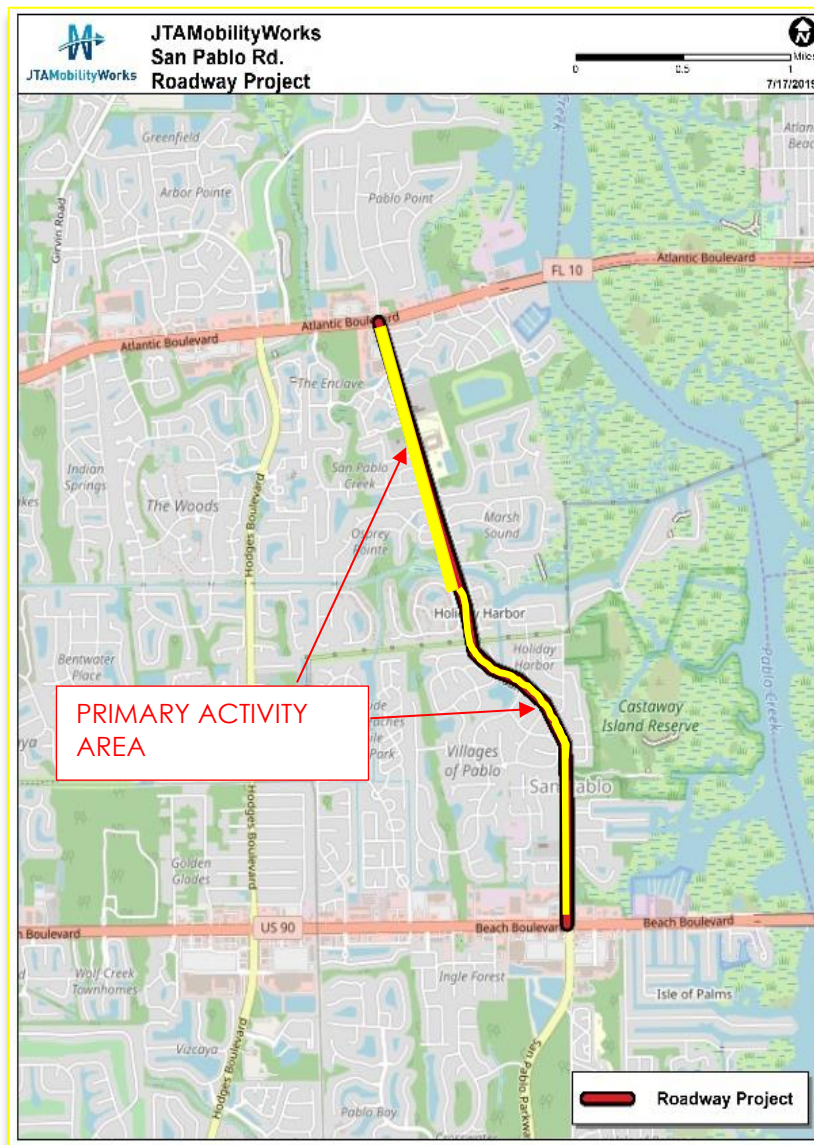 JTAMobilityWorks
JTAMobilityWorks
San Pablo Rd.
Roadway Project
N
Miles
0 0.5 1
7/17/2019
Creek
Greenfield
Arbor Pointe
Pablo Point
Girvin Road
Atlantic Boulevard
FL 10
Atlantic Boulevard
Atlantic Boulevard
The Enclave
San Pablo
Creek
Indian
Springs
The Woods
Hodges Boulevard
Marsh
Sound
Osprey
Pointe
Holiday Harbor
Holiday
Harbor
Bentwater
Place
PRIMARY ACTIVITY
AREA
Park
Castaway
Island Reserve
Pablo Creek
Villages
of Pablo
San Pablo
Hodges Boulevard
Golden
Glades
Boulevard
US 90
Beach Boulevard
Beach Boulevard
Wolf Creek
Townhomes
Ingle Forest
Isle of Palms
Vizcaya
Hodges Boulevard
San Pablo Parkway
Pablo Bay
Roadway Project